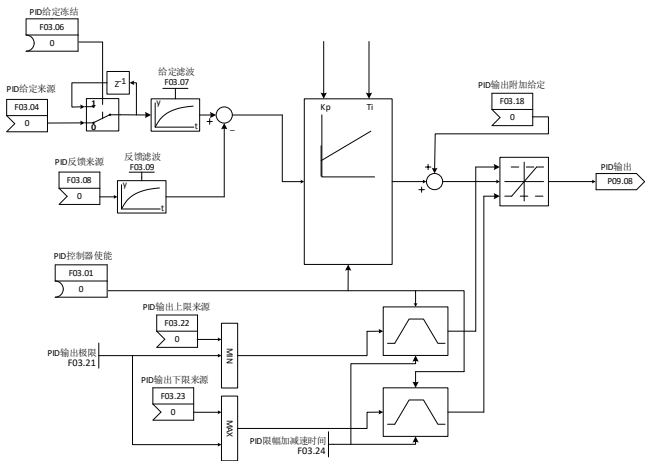 PID给定冻结
F03.06
0
z-1
给定滤波
F03.07
PID给定来源
F03.04
0
1
0
y
t
+
−
Kp
Ti
PID输出附加给定
F03.18
0
PID反馈来源
F03.08
0
反馈滤波
F03.09
y
t
+
+
+ −
PID输出
P09.08
PID控制器使能
F03.01
0
PID输出上限来源
F03.22
0
PID输出极限
F03.21
MIN
PID输出下限来源
F03.23
0
MAX
PID限幅加减速时间
F03.24